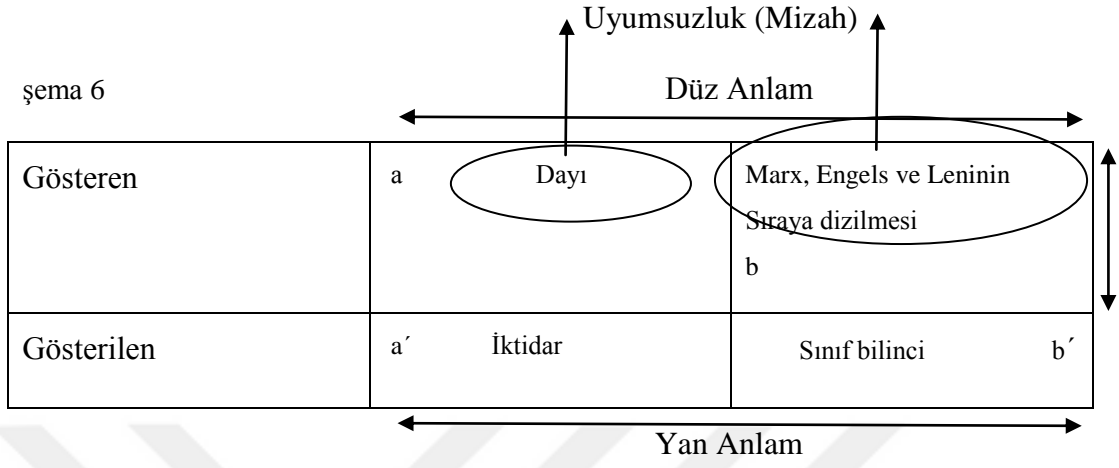 Uyumsuzluk (Mizah)
şema 6
Düz Anlam
Gösteren
a
Dayı
Marx, Engels ve Leninin
Sıraya dizilmesi
b
Gösterilen
a´
İktidar
Sınıf bilinci
b´
Yan Anlam